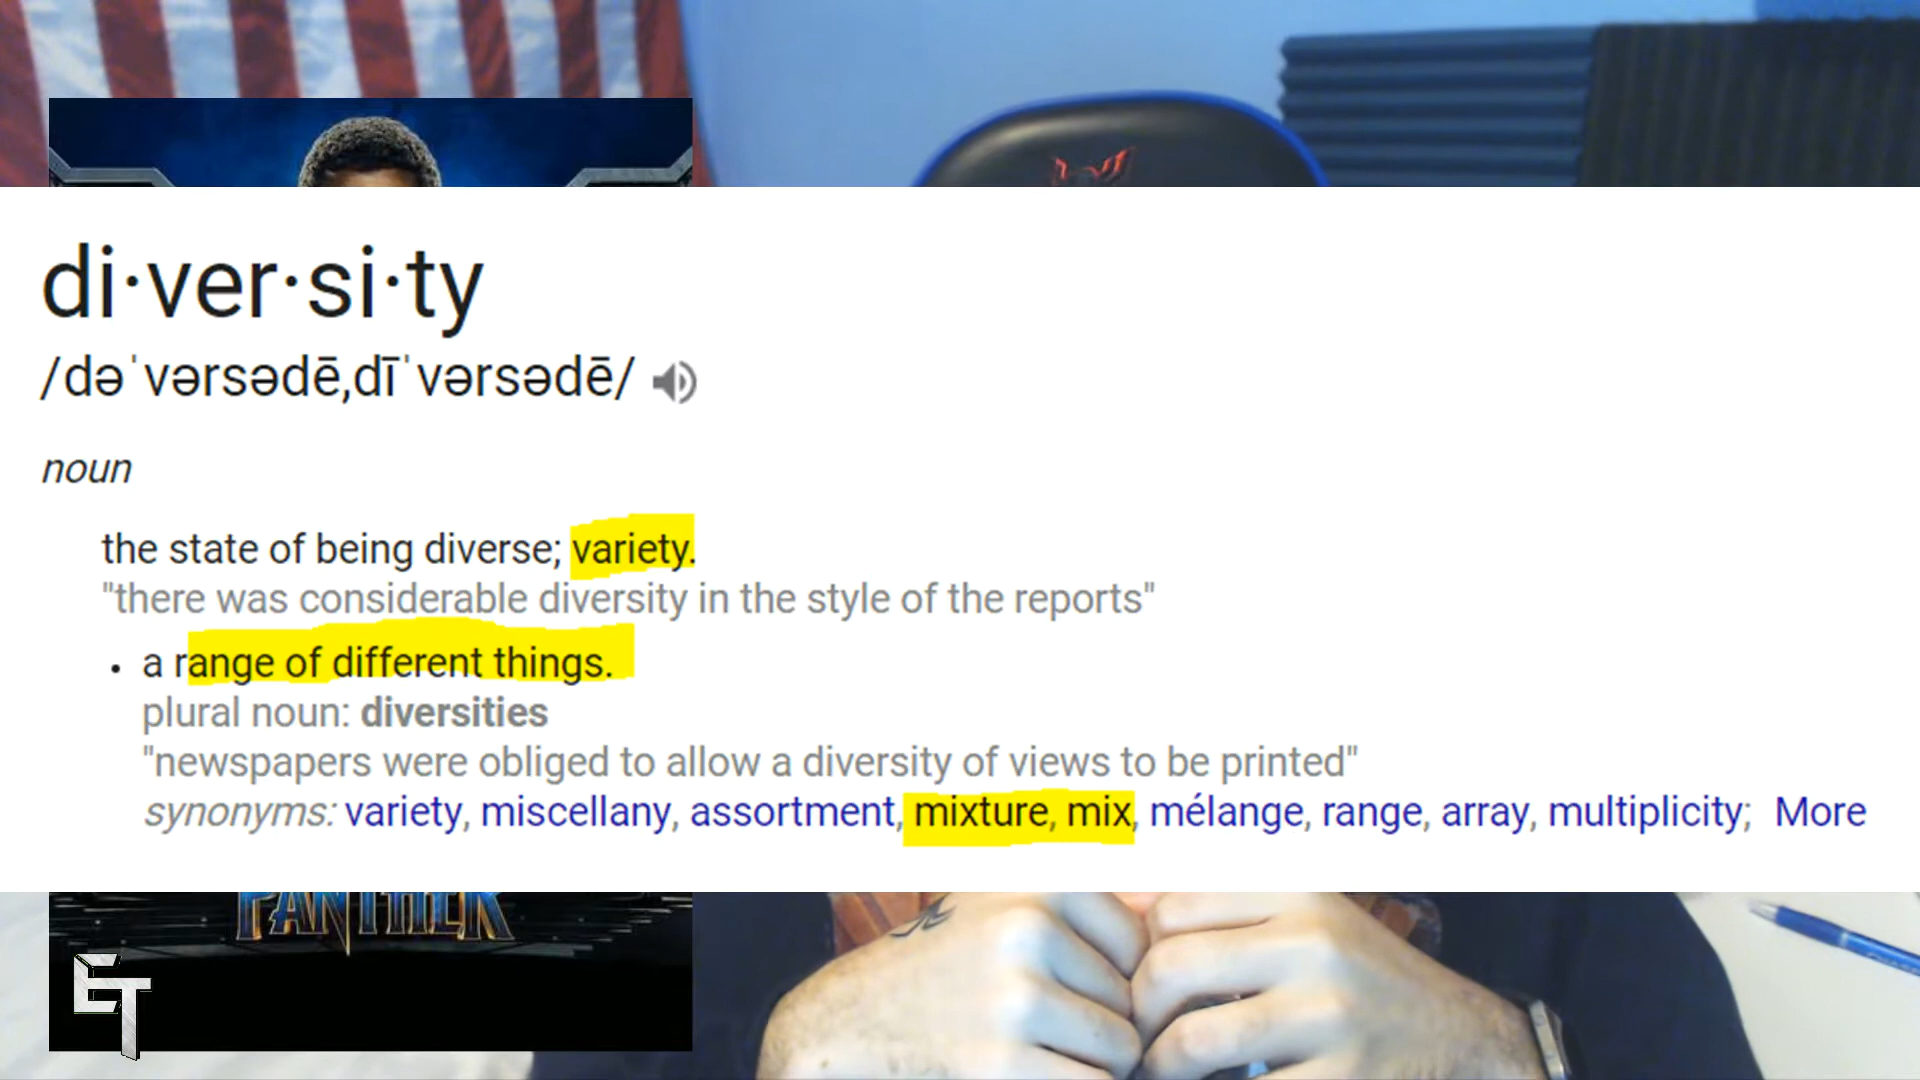 di·ver·si·ty
/dəˈvərsədē,dīˈvərsədē/
noun
the state of being diverse; variety.
"there was considerable diversity in the style of the reports"
• a range of different things.
plural noun: diversities
"newspapers were obliged to allow a diversity of views to be printed"
synonyms: variety, miscellany, assortment, mixture, mix, mélange, range, array, multiplicity; More
PANTHER
ET